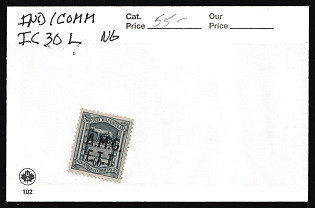 IND/COMM Cat. Price 55- Our Price
IC 30 L NG
A.M.G.
F.T.T.
102